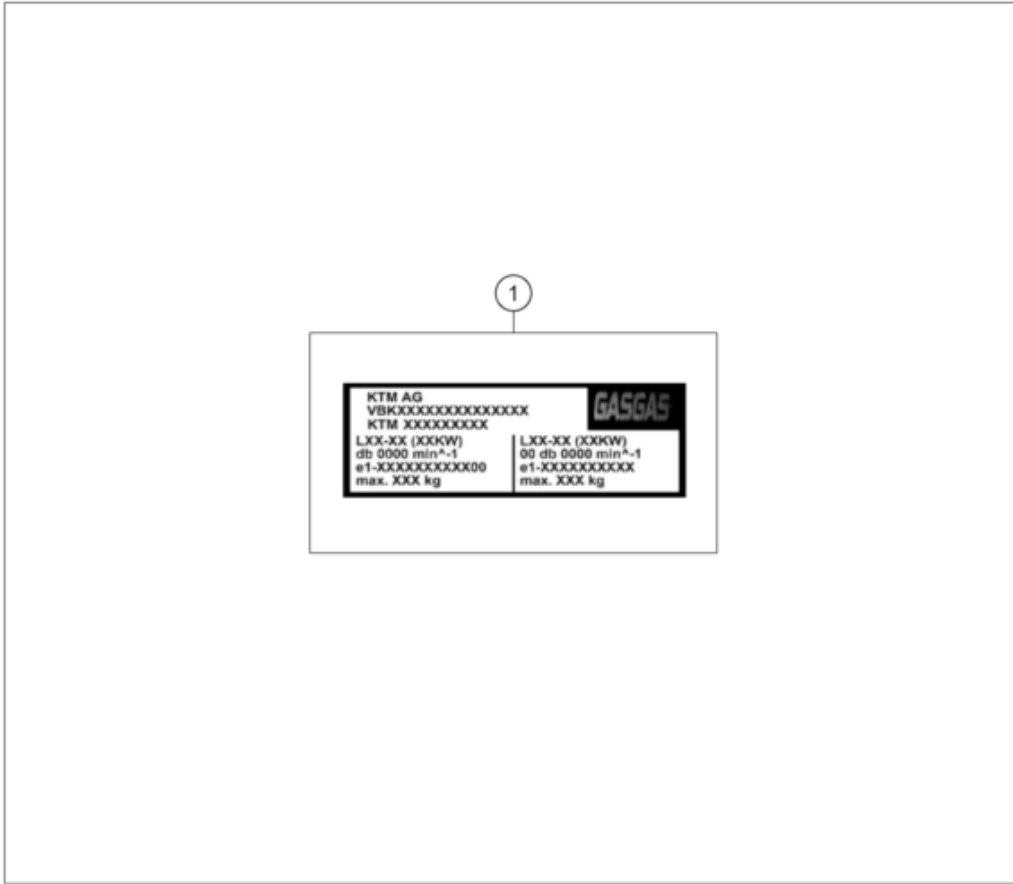 1
KTM AG
VBKXXXXXXXXXXXXXX
KTM XXXXXXXXX
GASGAS
LXX-XX (XXKW)
db 0000 min^-1
e1-XXXXXXXXXX00
max. XXX kg
LXX-XX (XXKW)
00 db 0000 min^-1
e1-XXXXXXXXXX
max. XXX kg